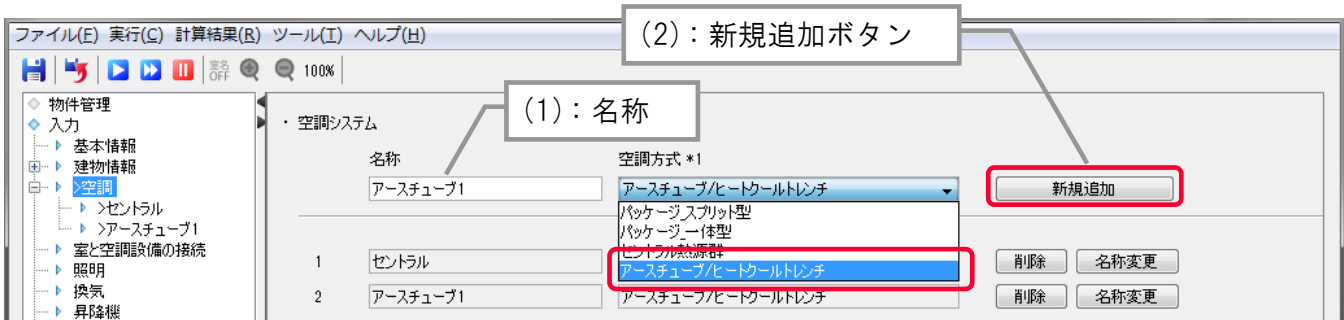 (2)：新規追加ボタン
ファイル(F) 実行(C) 計算結果(R) ツール(T) ヘルプ(H)
室名
OFF
100%
(1)：名称
物件管理
入力
基本情報
建物情報
>空調
>セントラル
>アースチューブ1
室と空調設備の接続
照明
換気
昇降機
・ 空調システム
名称 空調方式 *1
アースチューブ1 アースチューブ/ヒートクールトレンチ 新規追加
パッケージ_スプリット型
パッケージ_一体型
セントラル熱源群
アースチューブ/ヒートクールトレンチ
1 セントラル 削除 名称変更
2 アースチューブ1 アースチューブ/ヒートクールトレンチ 削除 名称変更